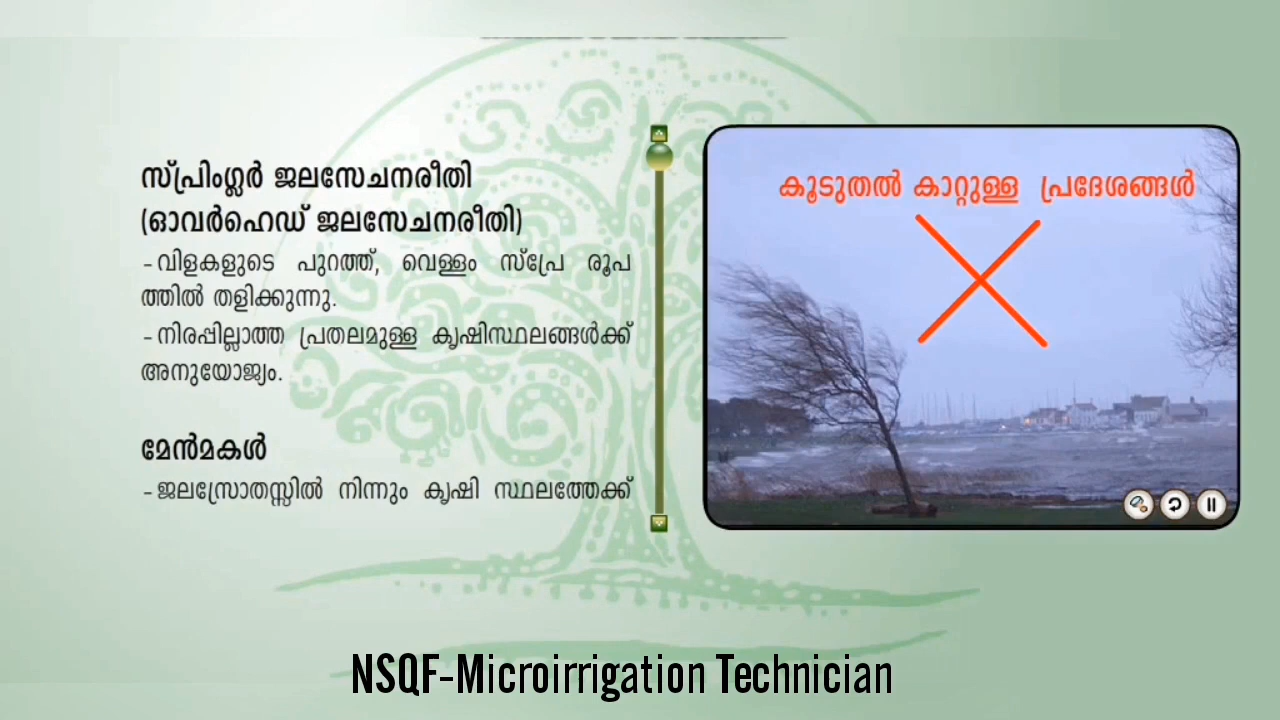 സ്പ്രിംഗ്ലർ ജലസേചനരീതി
(ഓവർഹെഡ് ജലസേചനരീതി)
-വിളകളുടെ പുറത്ത്, വെള്ളം സ്പ്രേ രൂപ
ത്തിൽ തളിക്കുന്നു.
-നിരപ്പില്ലാത്ത പ്രതലമുള്ള കൃഷിസ്ഥലങ്ങൾക്ക്
അനുയോജ്യം.
മേൻമകൾ
-ജലസ്രോതസ്സിൽ നിന്നും കൃഷി സ്ഥലത്തേക്ക്
കൂടുതൽ കാറ്റുള്ള പ്രദേശങ്ങൾ
NSQF-Microirrigation Technician